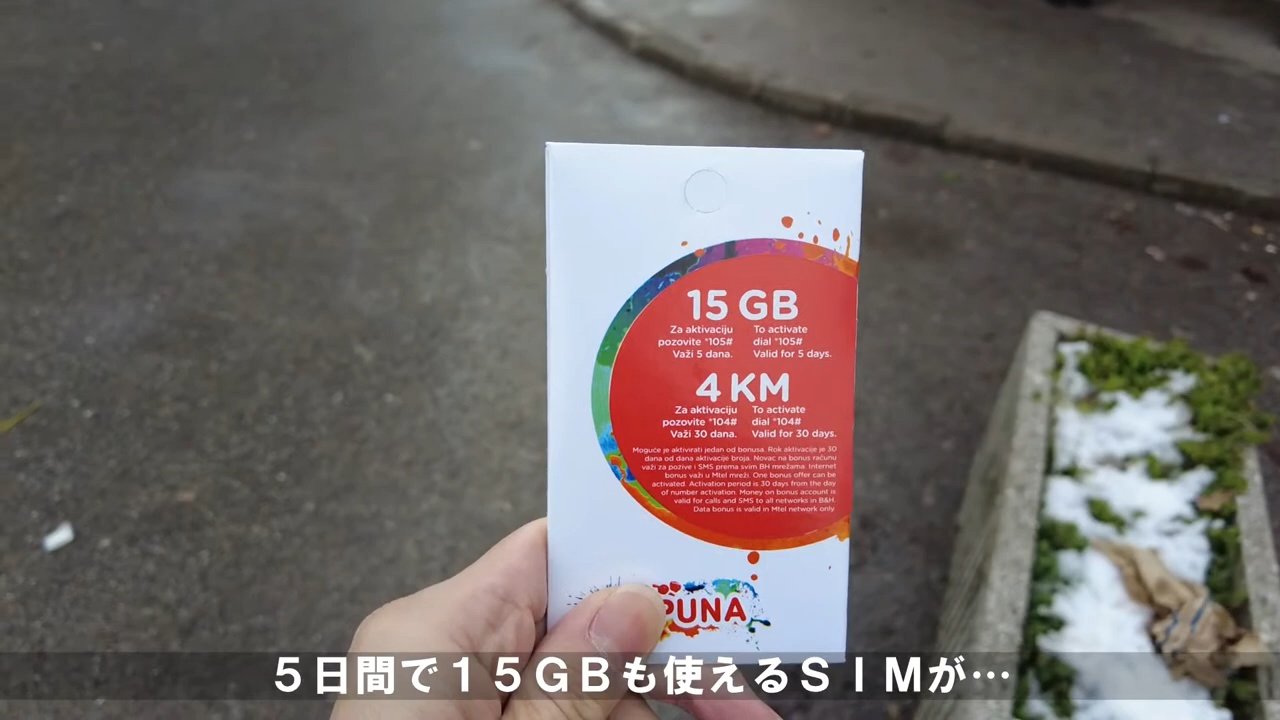 15 GB
Za aktivaciju
pozovite *105#
Važi 5 dana.
To activate
dial *105#
Valid for 5 days.
4 KM
Za aktivaciju
pozovite *104#
Važi 30 dana.
To activate
dial *104#
Valid for 30 days.
Moguće je aktivirati jedan od bonusa. Rok aktivacije je 30
dana od dana aktivacije broja. Novac na bonus računu
važi za pozive i SMS prema svim BH mrežama. Internet
bonus važi u Mtel mreži. One bonus offer can be
activated. Activation period is 30 days from the day
of number activation. Money on bonus account is
valid for calls and SMS to all networks in B&H.
Data bonus is valid in Mtel network only
PUNA
５日間で１５ＧＢも使えるＳＩＭが…